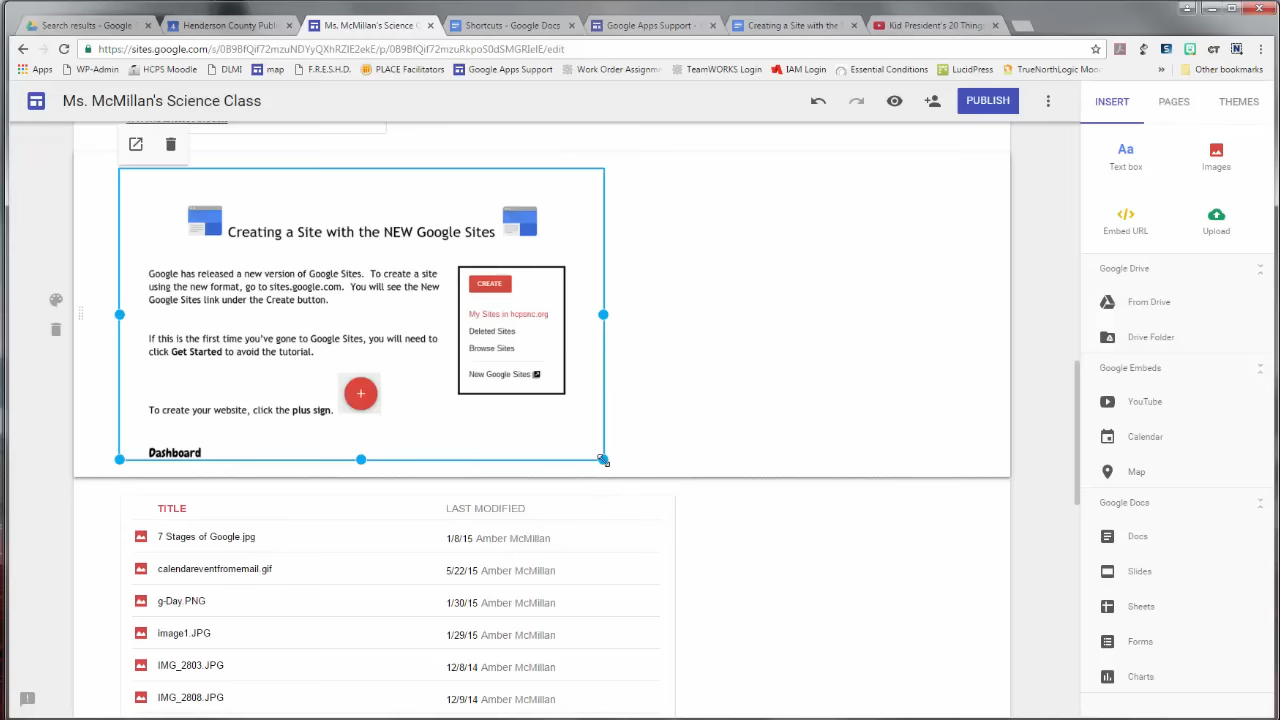 Search results - Google
Henderson County Publi
Ms. McMillan's Science C
Shortcuts - Google Docs
Google Apps Support -
Creating a Site with the N
Kid President's 20 Things
https://sites.google.com/s/0B9BfQif72mzuNDYyQXhRZlE2ekE/p/0B9BfQif72mzuRkpoS0dSMGRIelE/edit
Apps
WP-Admin
HCPS Moodle
DLMI
map
F.R.E.S.H.D.
PLACE Facilitators
Google Apps Support
Work Order Assignme
TeamWORKS Login
IAM Login
Essential Conditions
LucidPress
TrueNorthLogic Mo
»
Other bookmarks
Ms. McMillan's Science Class
PUBLISH
INSERT
PAGES
THEMES
Aa
Text box
Images
Embed URL
Upload
Google Drive
From Drive
Drive Folder
Google Embeds
YouTube
Calendar
Map
Google Docs
Docs
Slides
Sheets
Forms
Charts
Creating a Site with the NEW Google Sites
Google has released a new version of Google Sites. To create a site
using the new format, go to sites.google.com. You will see the New
Google Sites link under the Create button.
If this is the first time you've gone to Google Sites, you will need to
click Get Started to avoid the tutorial.
To create your website, click the plus sign.
CREATE
My Sites in hcpsnc.org
Deleted Sites
Browse Sites
New Google Sites
Dashboard
TITLE LAST MODIFIED
7 Stages of Google.jpg 1/8/15 Amber McMillan
calendareventfromemail.gif 5/22/15 Amber McMillan
g-Day.PNG 1/30/15 Amber McMillan
image1.JPG 1/29/15 Amber McMillan
IMG_2803.JPG 12/8/14 Amber McMillan
IMG_2808.JPG 12/9/14 Amber McMillan